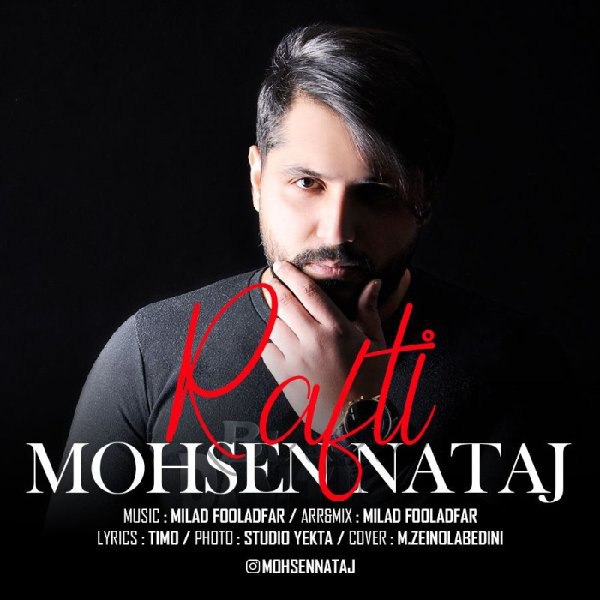 Rafti
MOHSEN NATAJ
MUSIC : MILAD FOOLADFAR / ARR&MIX : MILAD FOOLADFAR
LYRICS : TIMO / PHOTO : STUDIO YEKTA / COVER : M.ZEINOLABEDINI
@MOHSENNATAJ